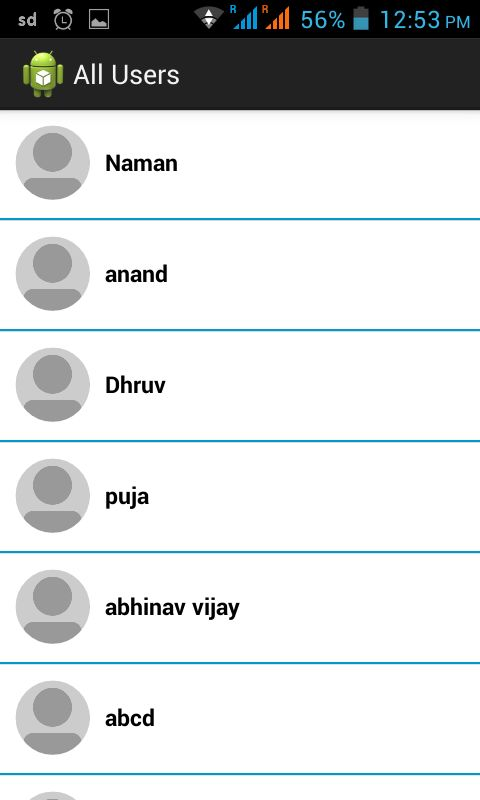 sd R R 56% 12:53 PM
All Users
Naman
anand
Dhruv
puja
abhinav vijay
abcd